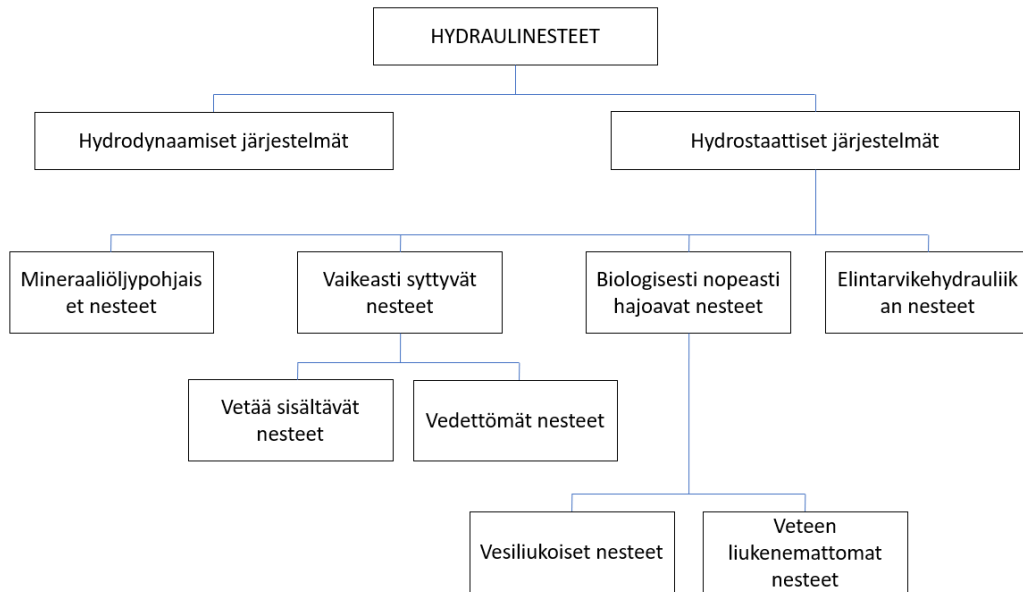 HYDRAULINESTEET
Hydrodynaamiset järjestelmät
Hydrostaattiset järjestelmät
Mineraaliöljypohjais
et nesteet
Vaikeasti syttyvät
nesteet
Biologisesti nopeasti
hajoavat nesteet
Elintarvikehydrauliik
an nesteet
Vetää sisältävät
nesteet
Vedettömät nesteet
Vesiliukoiset nesteet
Veteen
liukenemattomat
nesteet